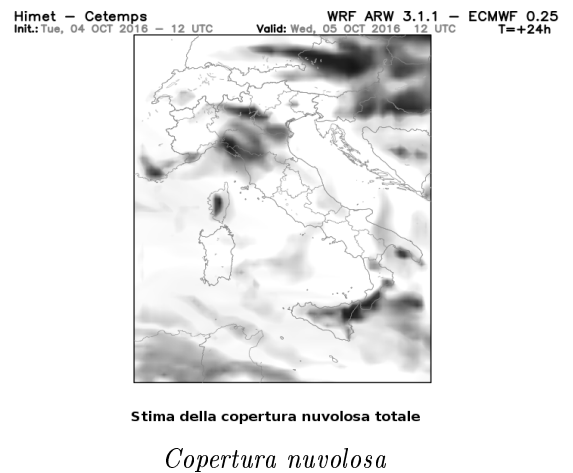 Himet – Cetemps WRF ARW 3.1.1 – ECMWF 0.25
Init.: Tue, 04 OCT 2016 – 12 UTC Valid: Wed, 05 OCT 2016 12 UTC T=+24h
Stima della copertura nuvolosa totale
Copertura nuvolosa